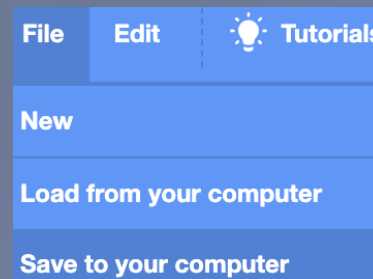 File Edit Tutorials
New
Load from your computer
Save to your computer